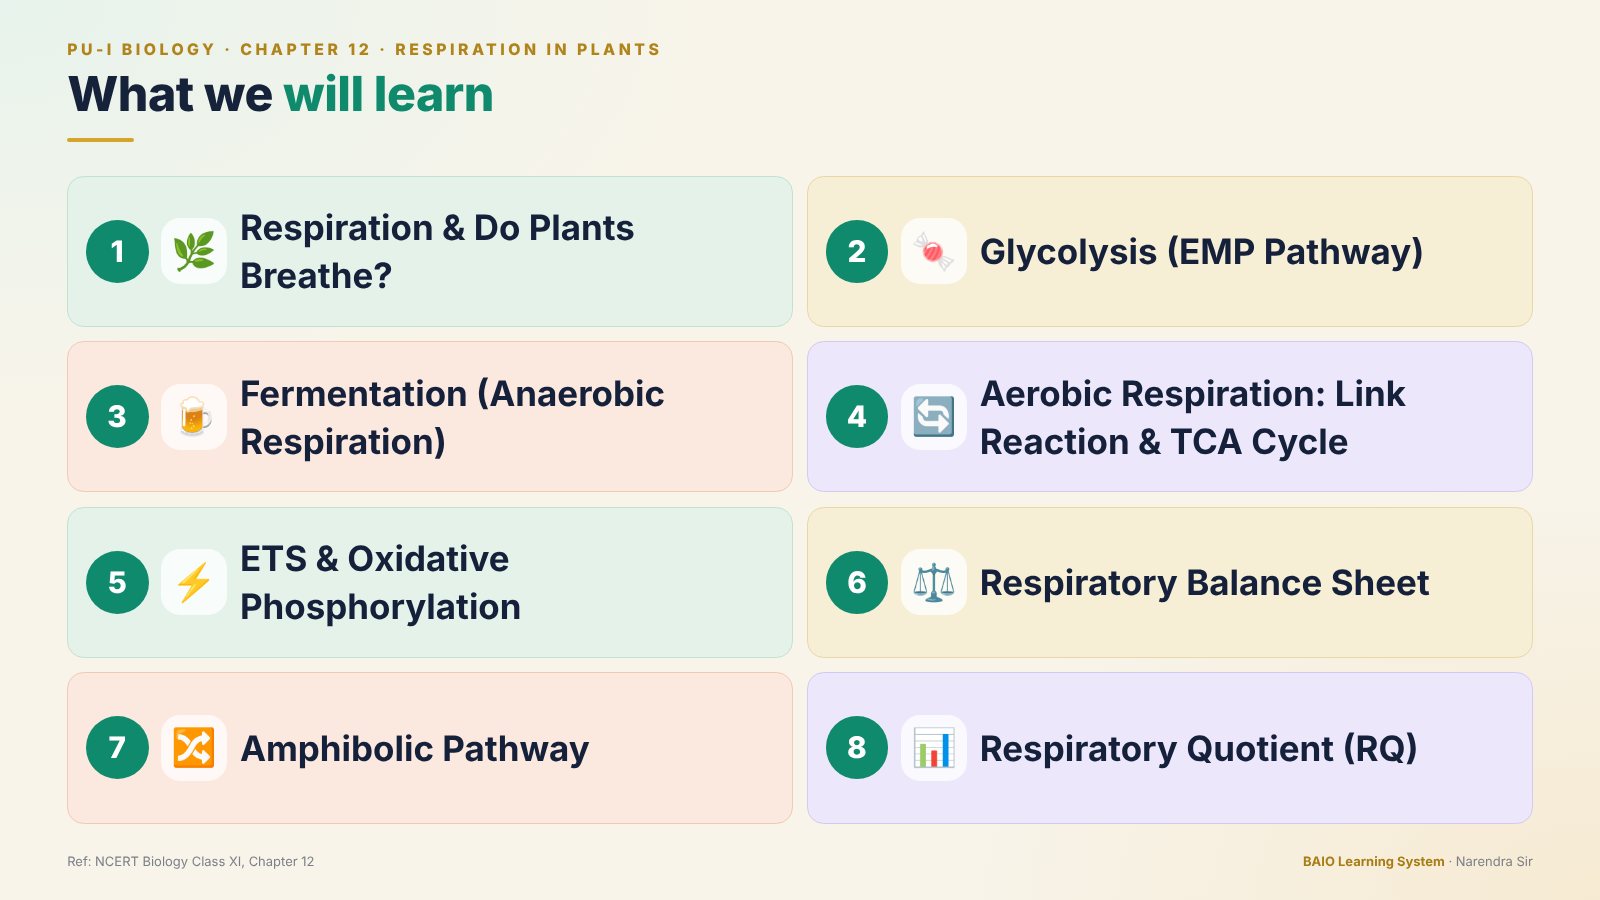 PU-I BIOLOGY · CHAPTER 12 · RESPIRATION IN PLANTS
What we will learn
1
Respiration & Do Plants
Breathe?
2
Glycolysis (EMP Pathway)
3
Fermentation (Anaerobic
Respiration)
4
Aerobic Respiration: Link
Reaction & TCA Cycle
5
ETS & Oxidative
Phosphorylation
6
Respiratory Balance Sheet
7
Amphibolic Pathway
8
Respiratory Quotient (RQ)
Ref: NCERT Biology Class XI, Chapter 12
BAIO Learning System · Narendra Sir